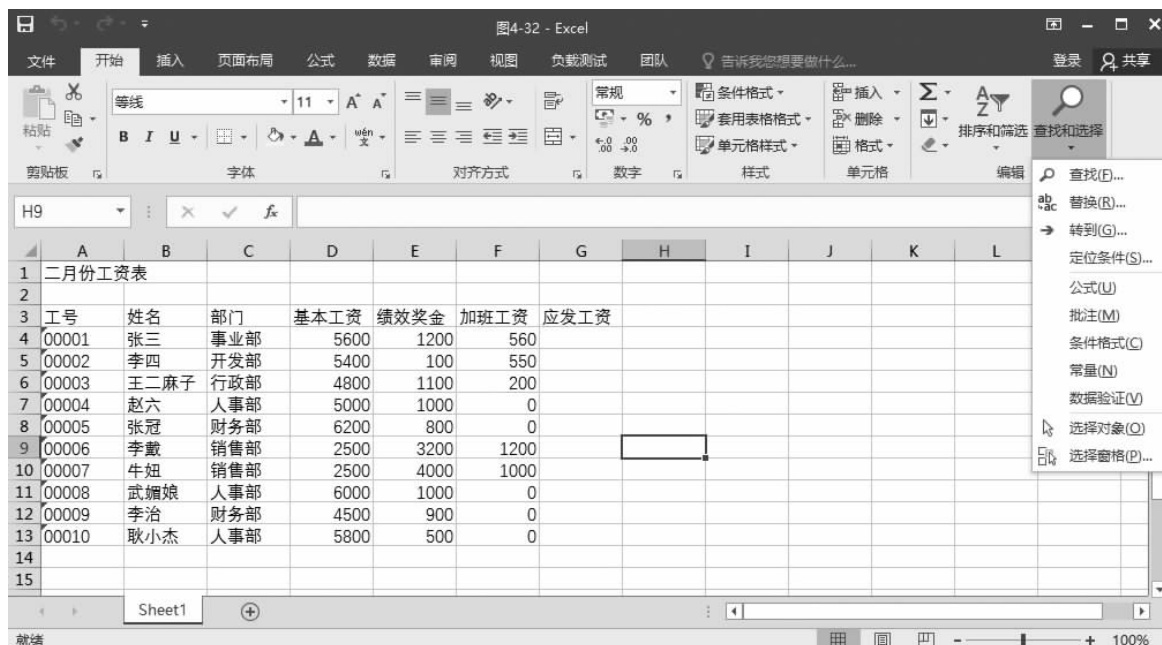 图4-32 - Excel
文件 开始 插入 页面布局 公式 数据 审阅 视图 负载测试 团队 告诉我您想要做什么... 登录 共享
粘贴 等线 11 A A B I U A wén 文 常规 % , .00 条件格式 套用表格格式 单元格样式 插入 删除 格式 Σ 排序和筛选 查找和选择
剪贴板 字体 对齐方式 数字 样式 单元格 编辑
查找(F)...
替换(R)...
转到(G)...
定位条件(S)...
公式(U)
批注(M)
条件格式(C)
常量(N)
数据验证(V)
选择对象(O)
选择窗格(P)...
H9 fx
A B C D E F G H I J K L
1 二月份工资表
2
3 工号 姓名 部门 基本工资 绩效奖金 加班工资 应发工资
4 00001 张三 事业部 5600 1200 560
5 00002 李四 开发部 5400 100 550
6 00003 王二麻子 行政部 4800 1100 200
7 00004 赵六 人事部 5000 1000 0
8 00005 张冠 财务部 6200 800 0
9 00006 李戴 销售部 2500 3200 1200
10 00007 牛妞 销售部 2500 4000 1000
11 00008 武媚娘 人事部 6000 1000 0
12 00009 李治 财务部 4500 900 0
13 00010 耿小杰 人事部 5800 500 0
14
15
Sheet1
就绪 100%